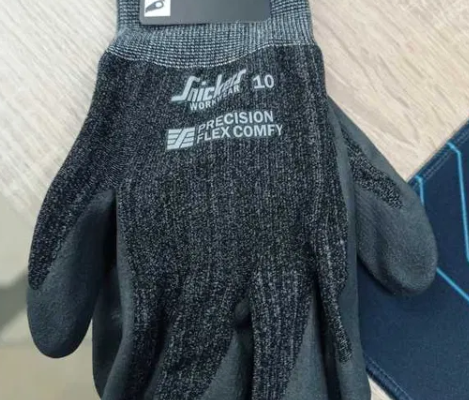 Snickers 10
WORKWEAR
PRECISION
FLEX COMFY